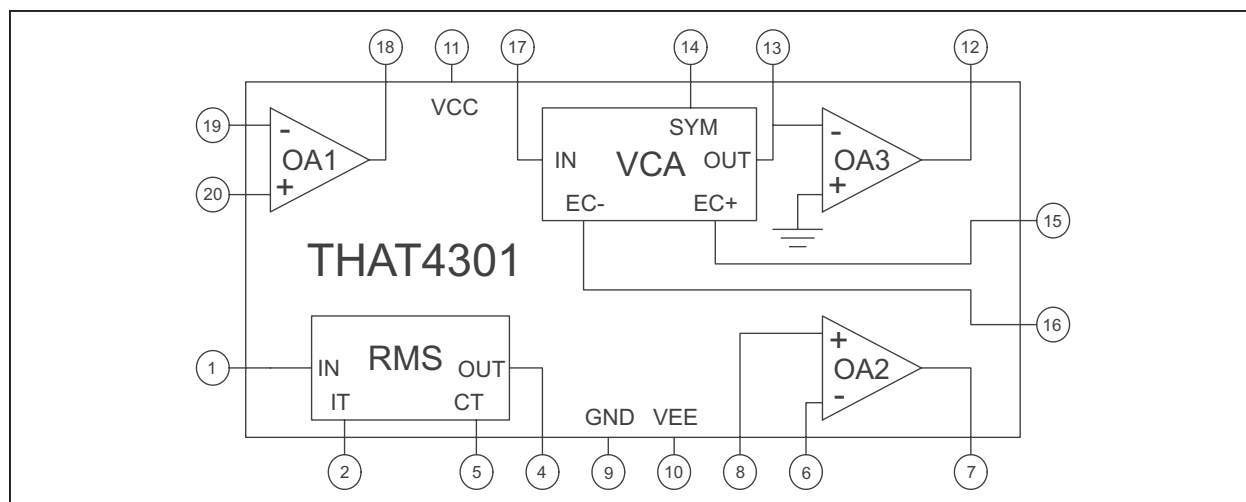 18 11 17 14 13 12
VCC
19 - SYM -
OA1 IN VCA OUT OA3
20 + EC- EC+ +
15
THAT4301
16
RMS +
1 IN OUT OA2
IT CT -
GND VEE
2 5 4 9 10 8 6 7